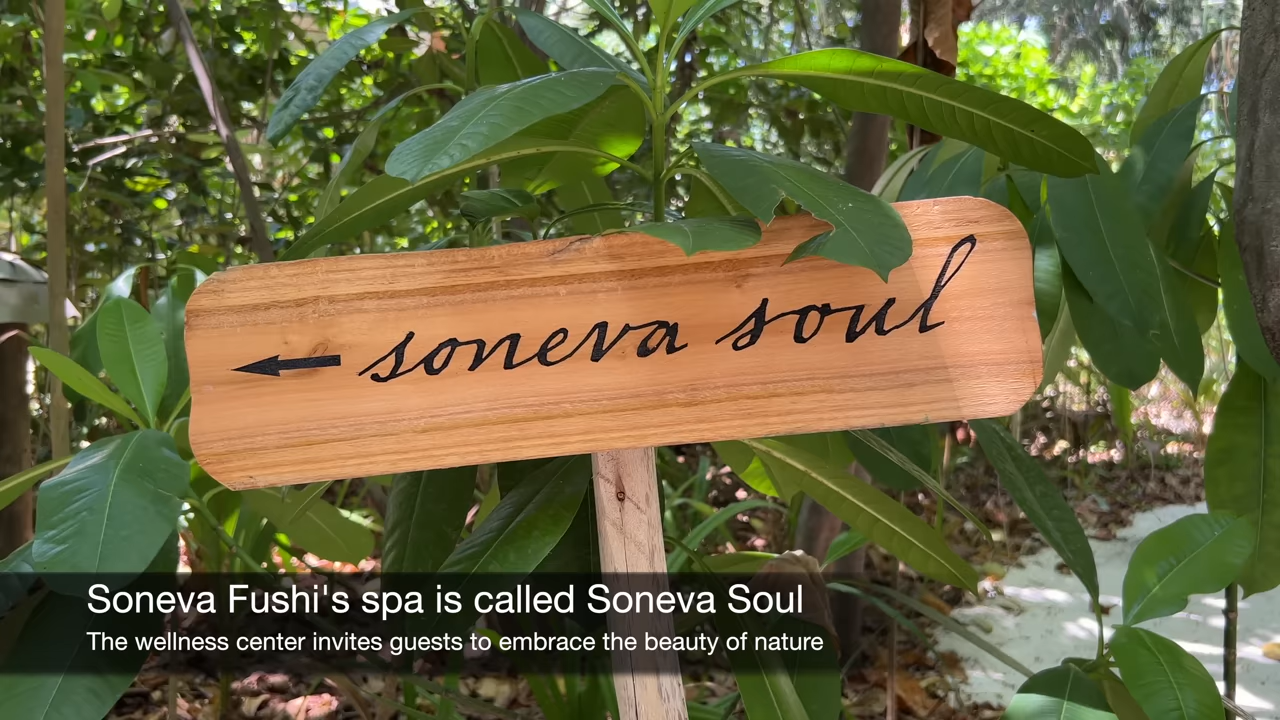 soneva soul
Soneva Fushi's spa is called Soneva Soul
The wellness center invites guests to embrace the beauty of nature